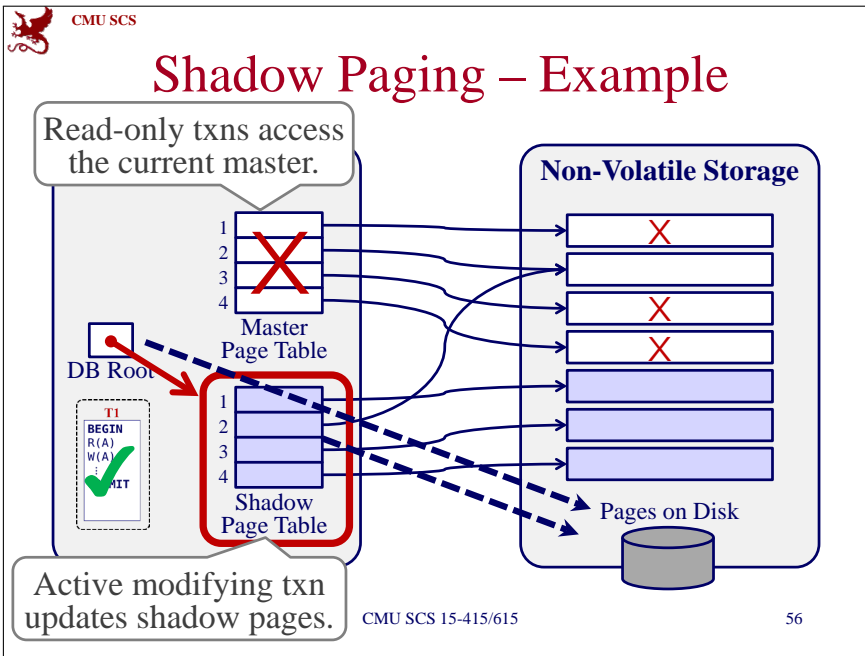 CMU SCS
Shadow Paging – Example
Read-only txns access
the current master.
Non-Volatile Storage
1
2
3
4
Master
Page Table
DB Root
T1
BEGIN
R(A)
W(A)
⋮
MIT
1
2
3
4
Shadow
Page Table
Pages on Disk
Active modifying txn
updates shadow pages.
CMU SCS 15-415/615
56